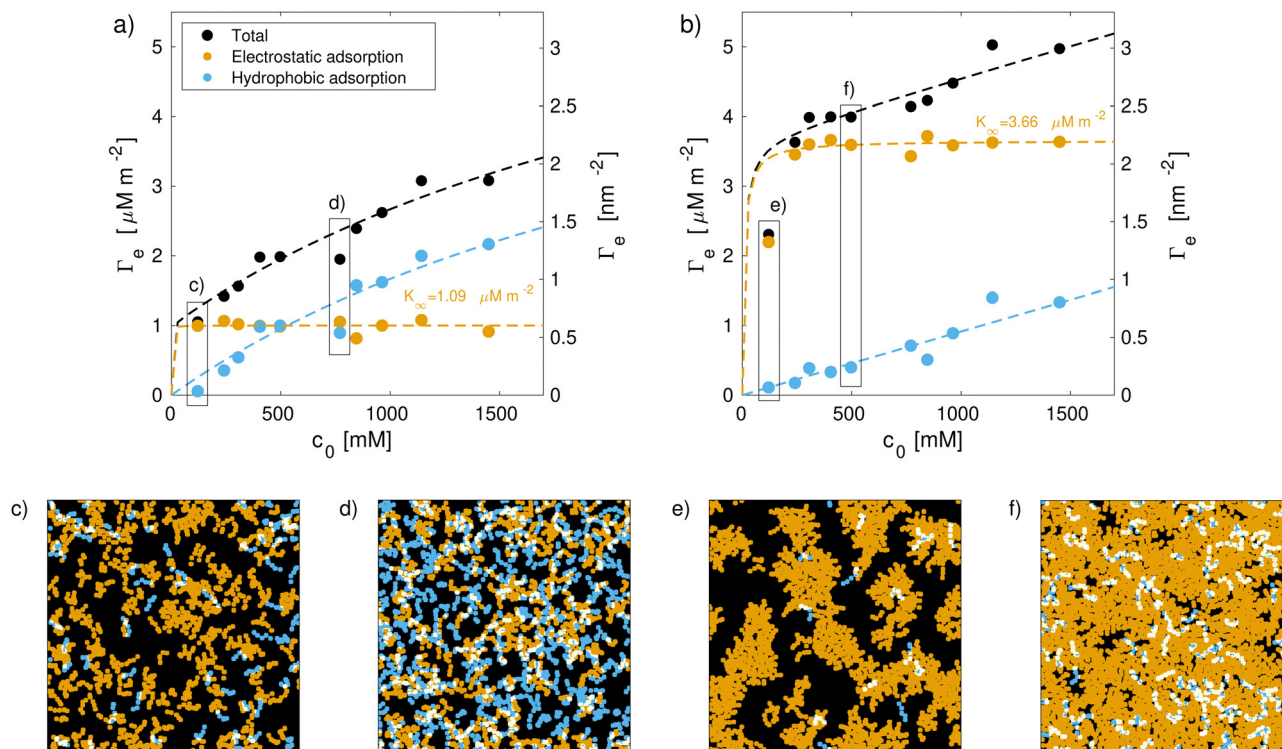 a)
Total
Electrostatic adsorption
Hydrophobic adsorption
5
4
3
2
1
0
Γe [μM m-2]
3
2.5
2
1.5
1
0.5
0
Γe [nm-2]
c)
d)
K∞=1.09 μM m-2
0
500
1000
1500
c0 [mM]
b)
5
4
3
2
1
0
Γe [μM m-2]
3
2.5
2
1.5
1
0.5
0
Γe [nm-2]
f)
e)
K∞=3.66 μM m-2
0
500
1000
1500
c0 [mM]
c)
d)
e)
f)